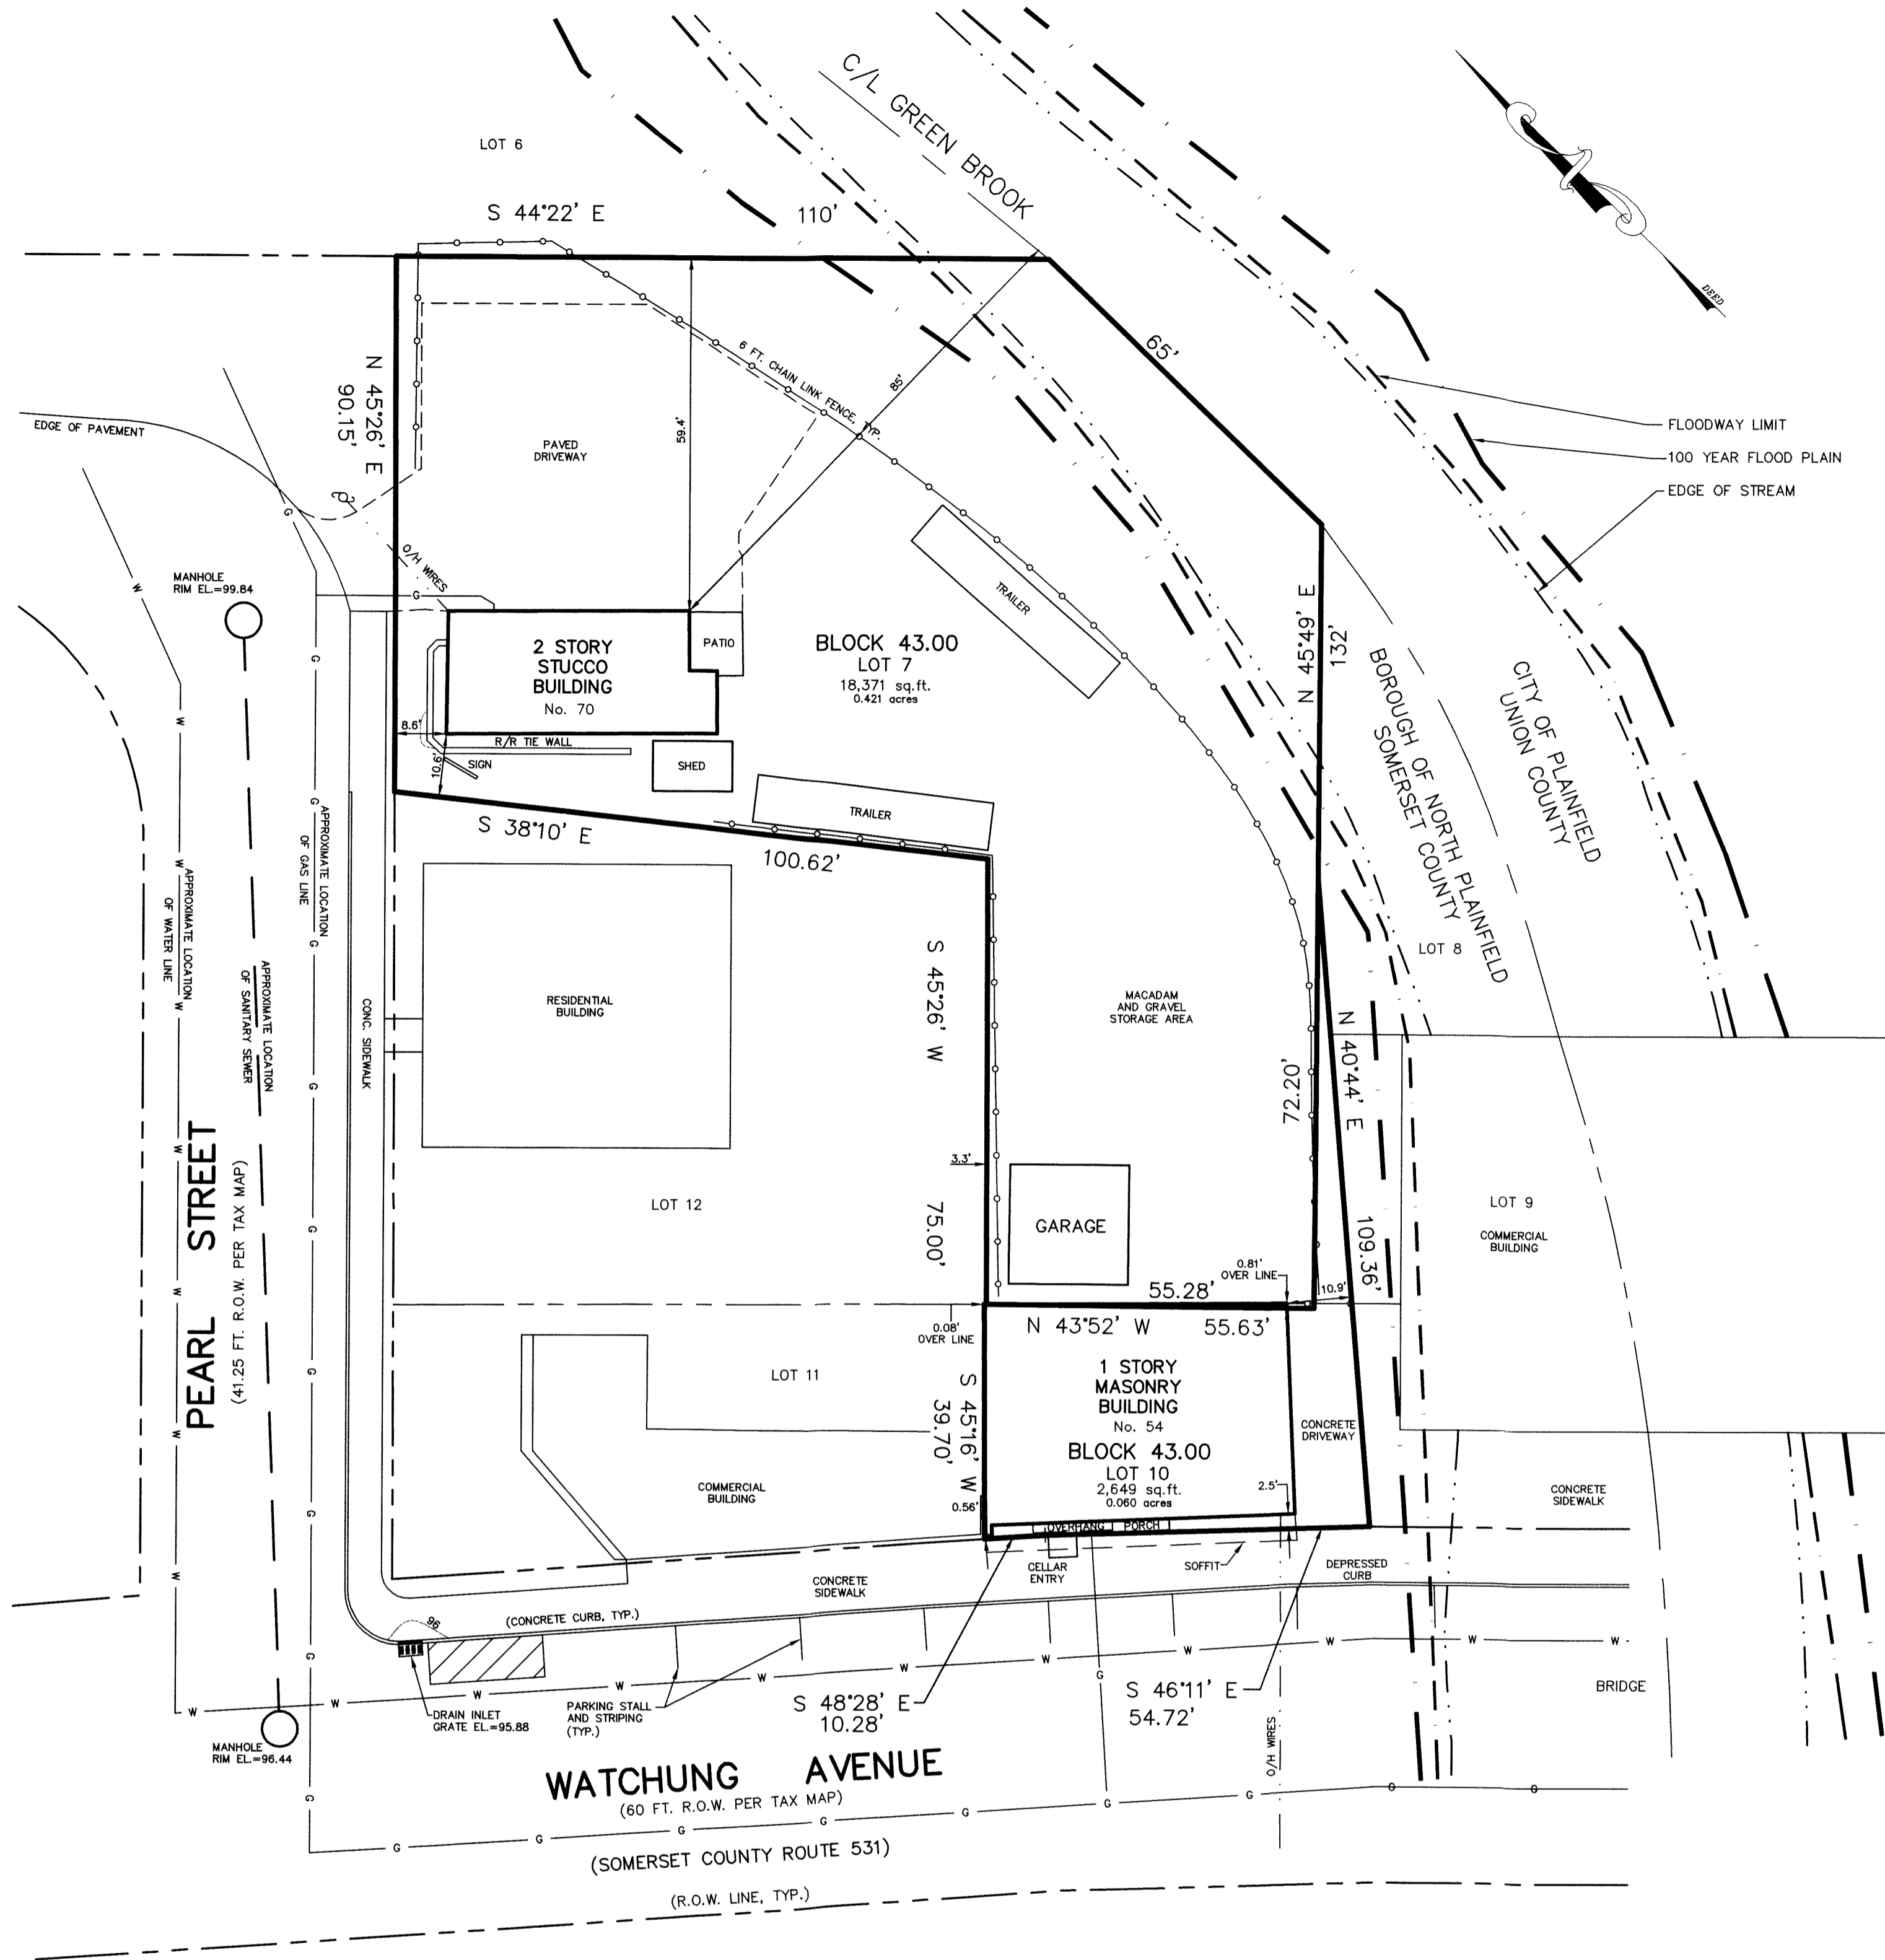 C/L GREEN BROOK
LOT 6
S 44°22' E
110'
DEED
65'
N 45°26' E
90.15'
6 FT. CHAIN LINK FENCE, TYP.
85'
59.4'
EDGE OF PAVEMENT
PAVED
DRIVEWAY
FLOODWAY LIMIT
100 YEAR FLOOD PLAIN
EDGE OF STREAM
G
O/H WIRES
MANHOLE
RIM EL.=99.84
W
G
TRAILER
2 STORY
STUCCO
BUILDING
No. 70
PATIO
BLOCK 43.00
LOT 7
18,371 sq.ft.
0.421 acres
N 45°49' E
132'
BOROUGH OF NORTH PLAINFIELD
SOMERSET COUNTY
CITY OF PLAINFIELD
UNION COUNTY
8.6'
10.6'
R/R TIE WALL
SIGN
SHED
TRAILER
S 38°10' E
100.62'
APPROXIMATE LOCATION
OF GAS LINE
APPROXIMATE LOCATION
OF WATER LINE
APPROXIMATE LOCATION
OF SANITARY SEWER
CONC. SIDEWALK
RESIDENTIAL
BUILDING
S 45°26' W
75.00'
MACADAM
AND GRAVEL
STORAGE AREA
LOT 8
N 40°44' E
109.36'
72.20'
PEARL STREET
(41.25 FT. R.O.W. PER TAX MAP)
3.3'
LOT 12
GARAGE
LOT 9
COMMERCIAL
BUILDING
0.81'
OVER LINE
10.9'
55.28'
0.08'
OVER LINE
N 43°52' W
55.63'
LOT 11
S 45°16' W
39.70'
1 STORY
MASONRY
BUILDING
No. 54
BLOCK 43.00
LOT 10
2,649 sq.ft.
0.060 acres
CONCRETE
DRIVEWAY
2.5'
0.56'
COMMERCIAL
BUILDING
CONCRETE
SIDEWALK
OVERHANG
PORCH
CELLAR
ENTRY
SOFFIT
DEPRESSED
CURB
CONCRETE
SIDEWALK
(CONCRETE CURB, TYP.)
96
W
G
S 48°28' E
10.28'
S 46°11' E
54.72'
BRIDGE
PARKING STALL
AND STRIPING
(TYP.)
DRAIN INLET
GRATE EL.=95.88
MANHOLE
RIM EL.=96.44
O/H WIRES
WATCHUNG AVENUE
(60 FT. R.O.W. PER TAX MAP)
G
(SOMERSET COUNTY ROUTE 531)
(R.O.W. LINE, TYP.)